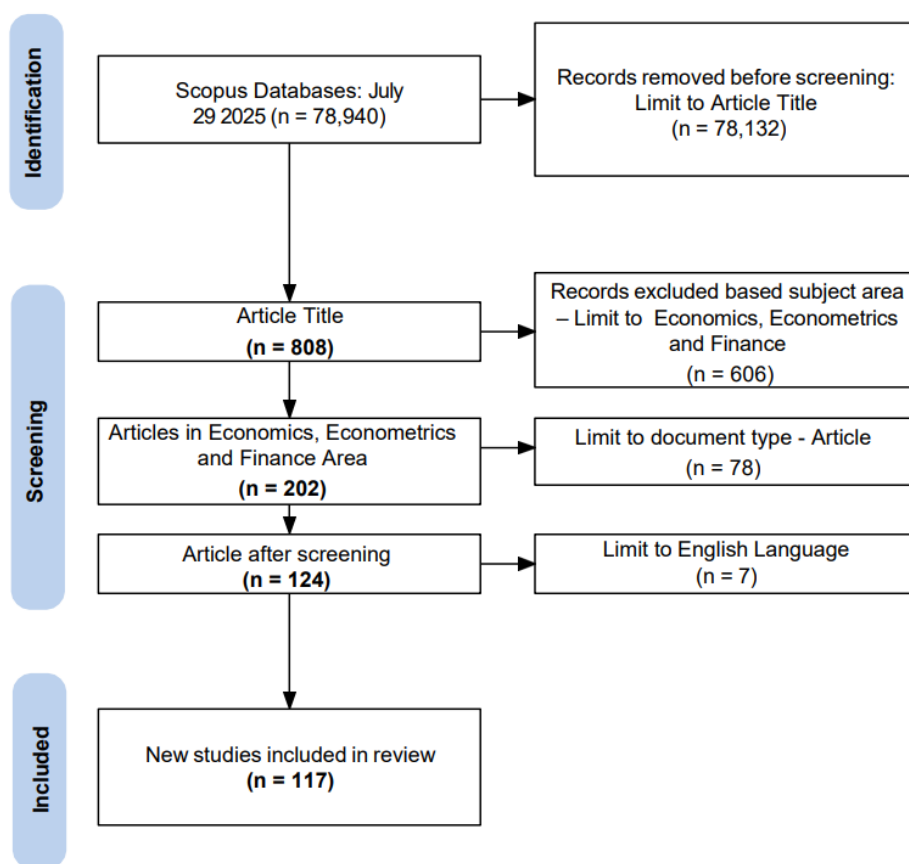 Identification
Scopus Databases: July
29 2025 (n = 78,940)
Records removed before screening:
Limit to Article Title
(n = 78,132)
Screening
Article Title
(n = 808)
Records excluded based subject area
– Limit to Economics, Econometrics
and Finance
(n = 606)
Articles in Economics, Econometrics
and Finance Area
(n = 202)
Limit to document type - Article
(n = 78)
Article after screening
(n = 124)
Limit to English Language
(n = 7)
Included
New studies included in review
(n = 117)